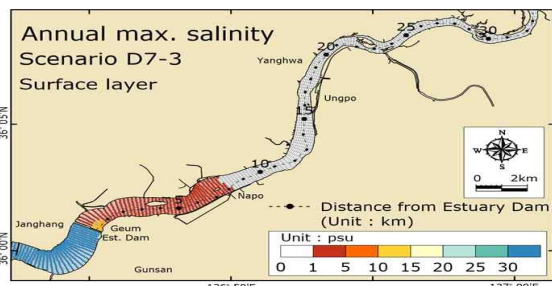 Annual max. salinity
Scenario D7-3
Surface layer
25
30
20
Yanghwa
Ungpo
15
36° 05'N
10
Napo
5
N
W E
S
0 2km
Distance from Estuary Dam
(Unit : km)
Janghang
Geum
Est. Dam
Gunsan
36° 00'N
Unit : psu
0 1 5 10 15 20 25 30